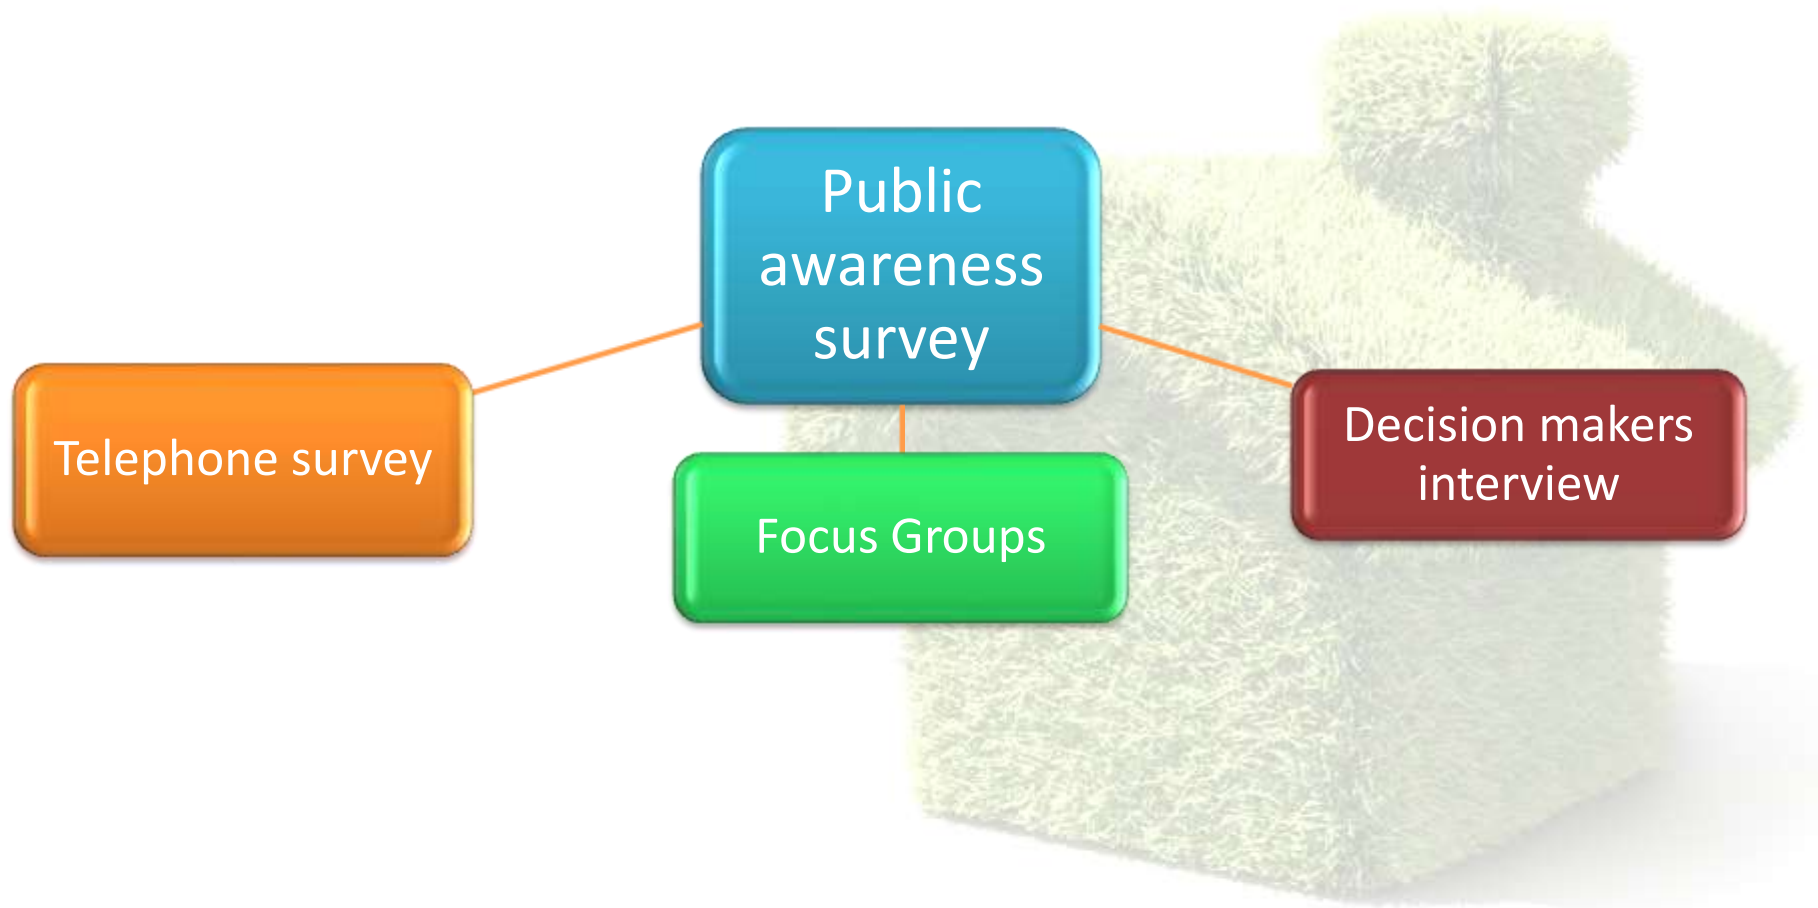 Public
awareness
survey
Telephone survey
Focus Groups
Decision makers
interview